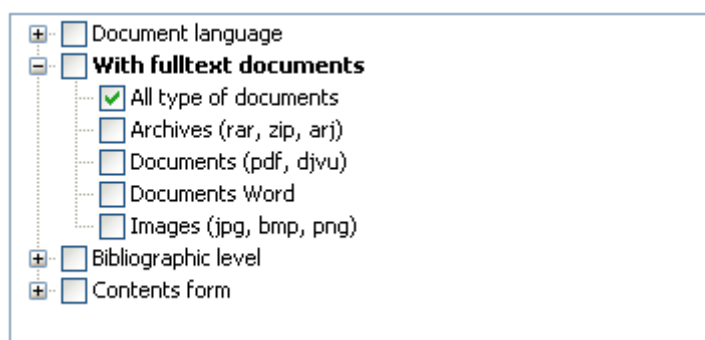 Document language
With fulltext documents
All type of documents
Archives (rar, zip, arj)
Documents (pdf, djvu)
Documents Word
Images (jpg, bmp, png)
Bibliographic level
Contents form